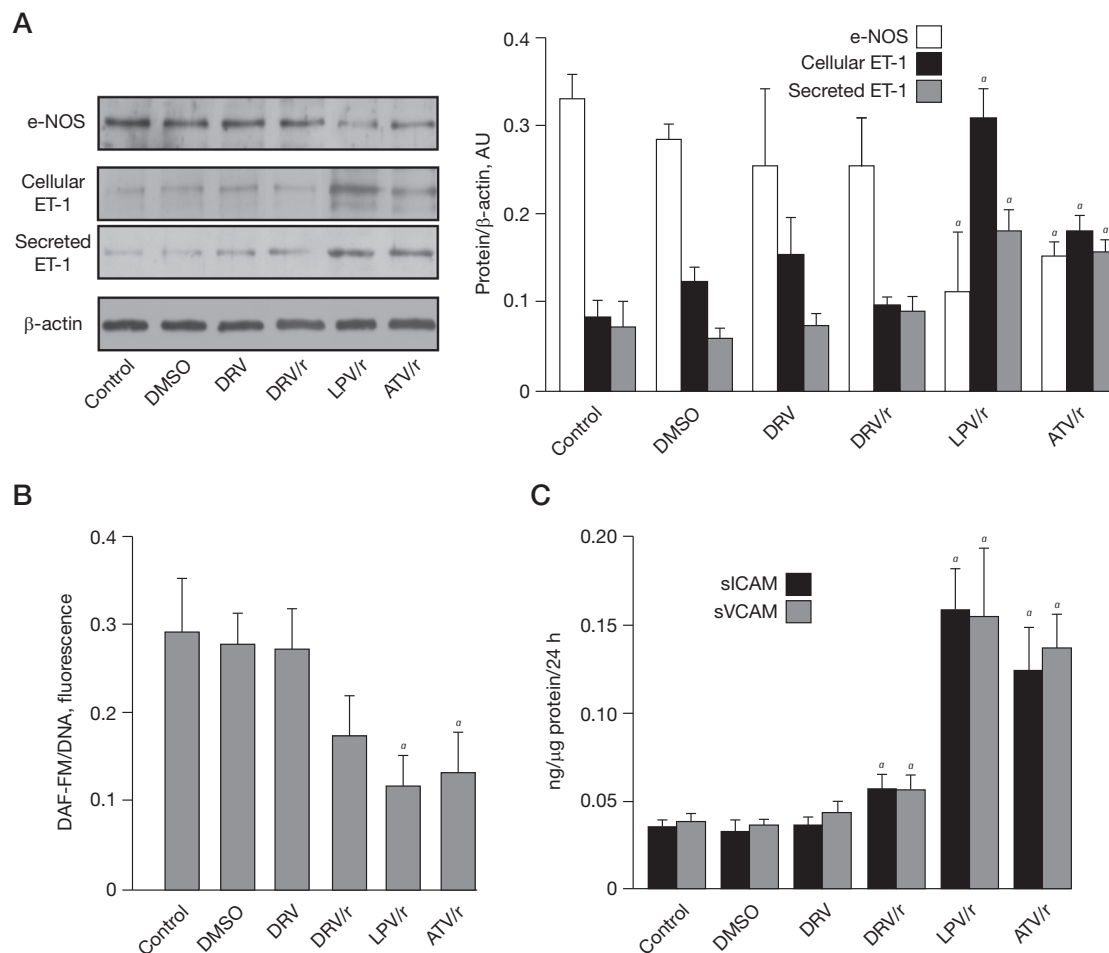 A
e-NOS
Cellular
ET-1
Secreted
ET-1
β-actin
Control
DMSO
DRV
DRV/r
LPV/r
ATV/r
Protein/β-actin, AU
0.4
0.3
0.2
0.1
0
e-NOS
Cellular ET-1
Secreted ET-1
a
a
a
a
a
a
Control
DMSO
DRV
DRV/r
LPV/r
ATV/r
B
DAF-FM/DNA, fluorescence
0.4
0.3
0.2
0.1
0
a
a
Control
DMSO
DRV
DRV/r
LPV/r
ATV/r
C
ng/μg protein/24 h
0.20
0.15
0.10
0.05
0
sICAM
sVCAM
a
a
a
a
a
a
Control
DMSO
DRV
DRV/r
LPV/r
ATV/r